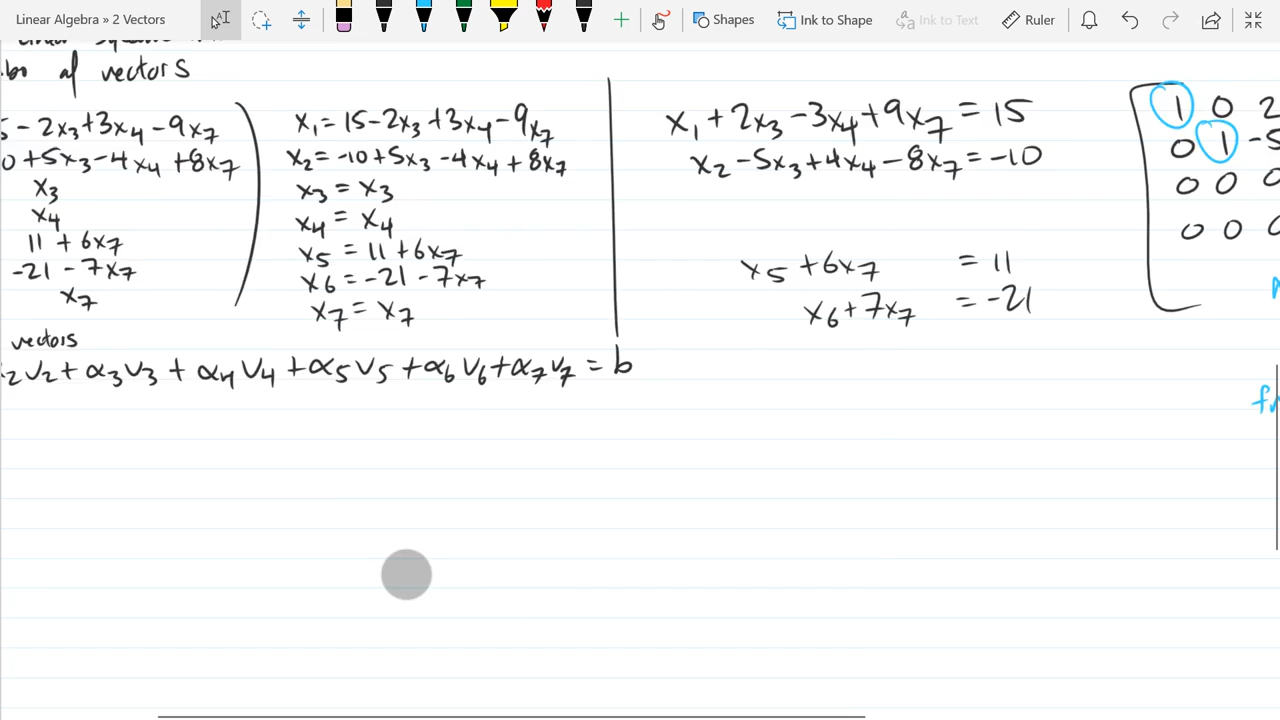 Linear Algebra » 2 Vectors
Shapes
Ink to Shape
Ink to Text
Ruler
of vectors
5 - 2x₃+3x₄ - 9x₇
0 +5x₃-4x₄ +8x₇
x₃
x₄
11 + 6x₇
-21 - 7x₇
x₇
x₁ = 15-2x₃+3x₄-9x₇
x₂ = -10+5x₃-4x₄+8x₇
x₃ = x₃
x₄ = x₄
x₅ = 11+6x₇
x₆ = -21 - 7x₇
x₇ = x₇
x₁ + 2x₃ - 3x₄ + 9x₇ = 15
x₂ - 5x₃ + 4x₄ - 8x₇ = -10
x₅ + 6x₇ = 11
x₆ + 7x₇ = -21
1 0 2
0 1 -5
0 0 0
0 0 0
vectors
₂v₂ + α₃v₃ + α₄v₄ + α₅v₅ + α₆v₆ + α₇v₇ = b